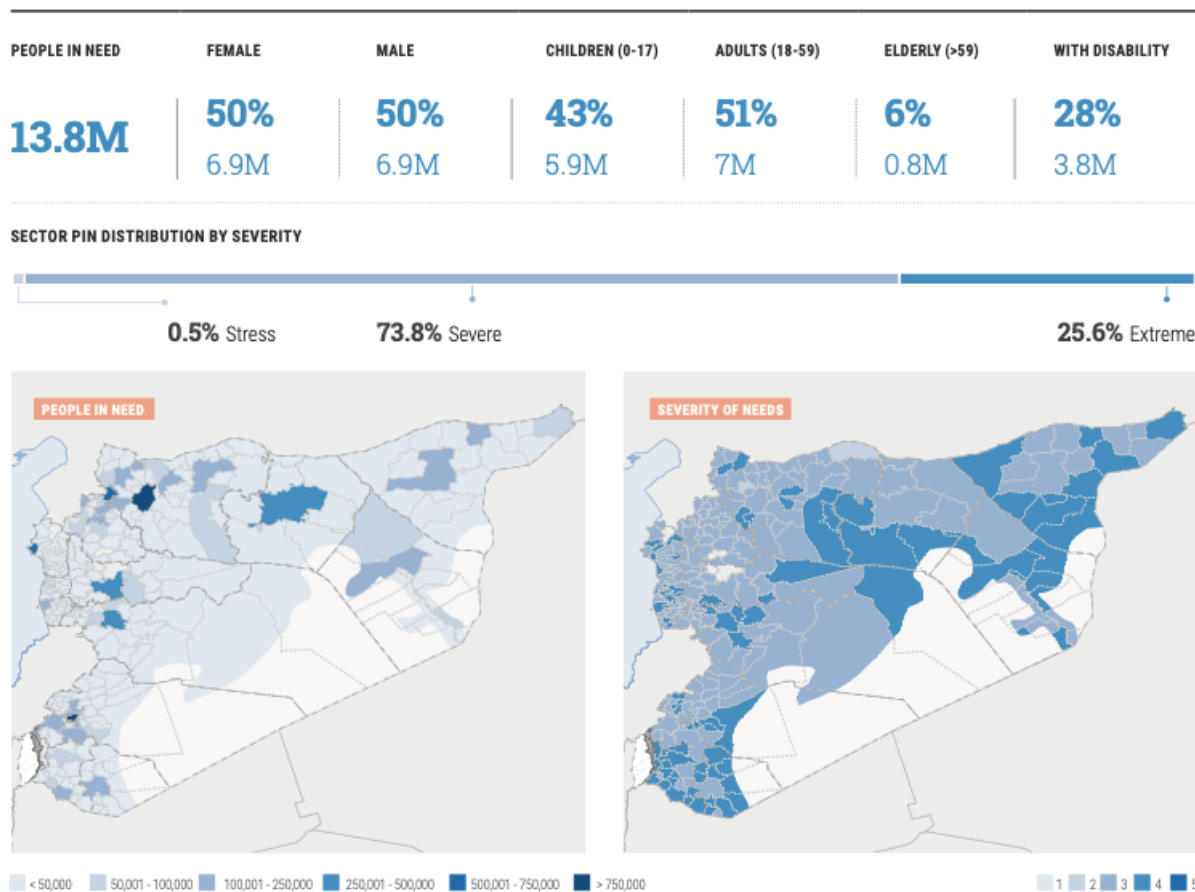 PEOPLE IN NEED FEMALE MALE CHILDREN (0-17) ADULTS (18-59) ELDERLY (>59) WITH DISABILITY
13.8M 50% 50% 43% 51% 6% 28%
6.9M 6.9M 5.9M 7M 0.8M 3.8M
SECTOR PIN DISTRIBUTION BY SEVERITY
0.5% Stress 73.8% Severe 25.6% Extreme
PEOPLE IN NEED SEVERITY OF NEEDS
< 50,000 50,001 - 100,000 100,001 - 250,000 250,001 - 500,000 500,001 - 750,000 > 750,000 1 2 3 4 5